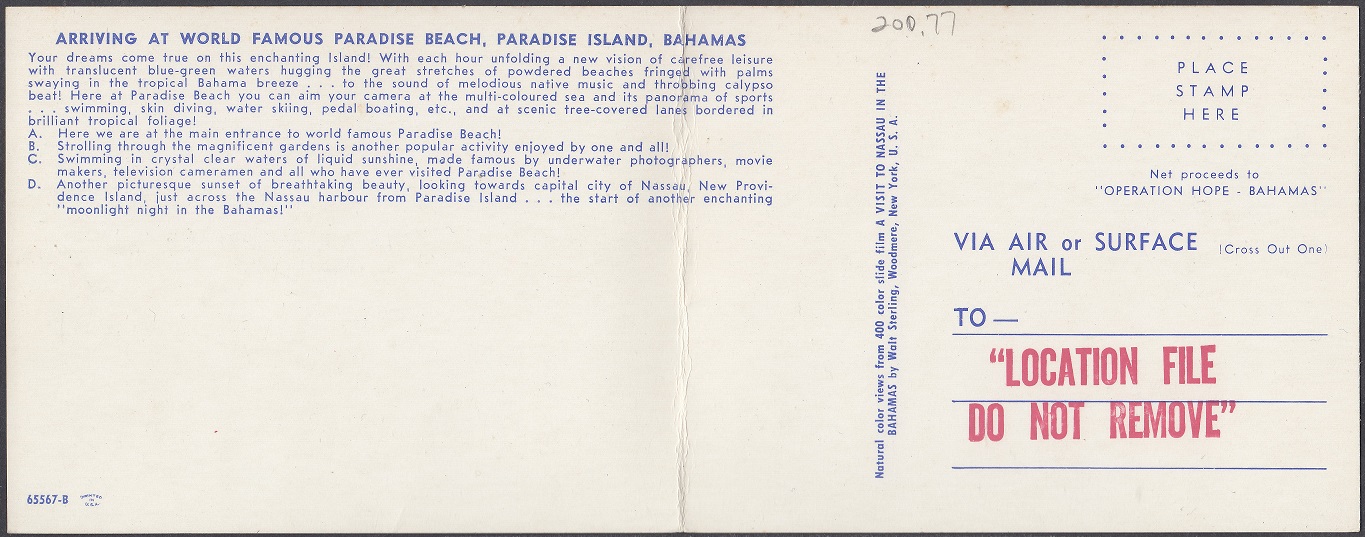 200.77
ARRIVING AT WORLD FAMOUS PARADISE BEACH, PARADISE ISLAND, BAHAMAS
Your dreams come true on this enchanting Island! With each hour unfolding a new vision of carefree leisure
with translucent blue-green waters hugging the great stretches of powdered beaches fringed with palms
swaying in the tropical Bahama breeze . . . to the sound of melodious native music and throbbing calypso
beat! Here at Paradise Beach you can aim your camera at the multi-coloured sea and its panorama of sports
. . . swimming, skin diving, water skiing, pedal boating, etc., and at scenic tree-covered lanes bordered in
brilliant tropical foliage!
A. Here we are at the main entrance to world famous Paradise Beach!
B. Strolling through the magnificent gardens is another popular activity enjoyed by one and all!
C. Swimming in crystal clear waters of liquid sunshine, made famous by underwater photographers, movie
makers, television cameramen and all who have ever visited Paradise Beach!
D. Another picturesque sunset of breathtaking beauty, looking towards capital city of Nassau, New Provi-
dence Island, just across the Nassau harbour from Paradise Island . . . the start of another enchanting
"moonlight night in the Bahamas!"
65567-B
PRINTED
IN
U.S.A.
Natural color views from 400 color slide film A VISIT TO NASSAU IN THE
BAHAMAS by Walt Sterling, Woodmere, New York, U. S. A.
PLACE
STAMP
HERE
Net proceeds to
"OPERATION HOPE - BAHAMAS"
VIA AIR or SURFACE (Cross Out One)
MAIL
TO —
“LOCATION FILE
DO NOT REMOVE”